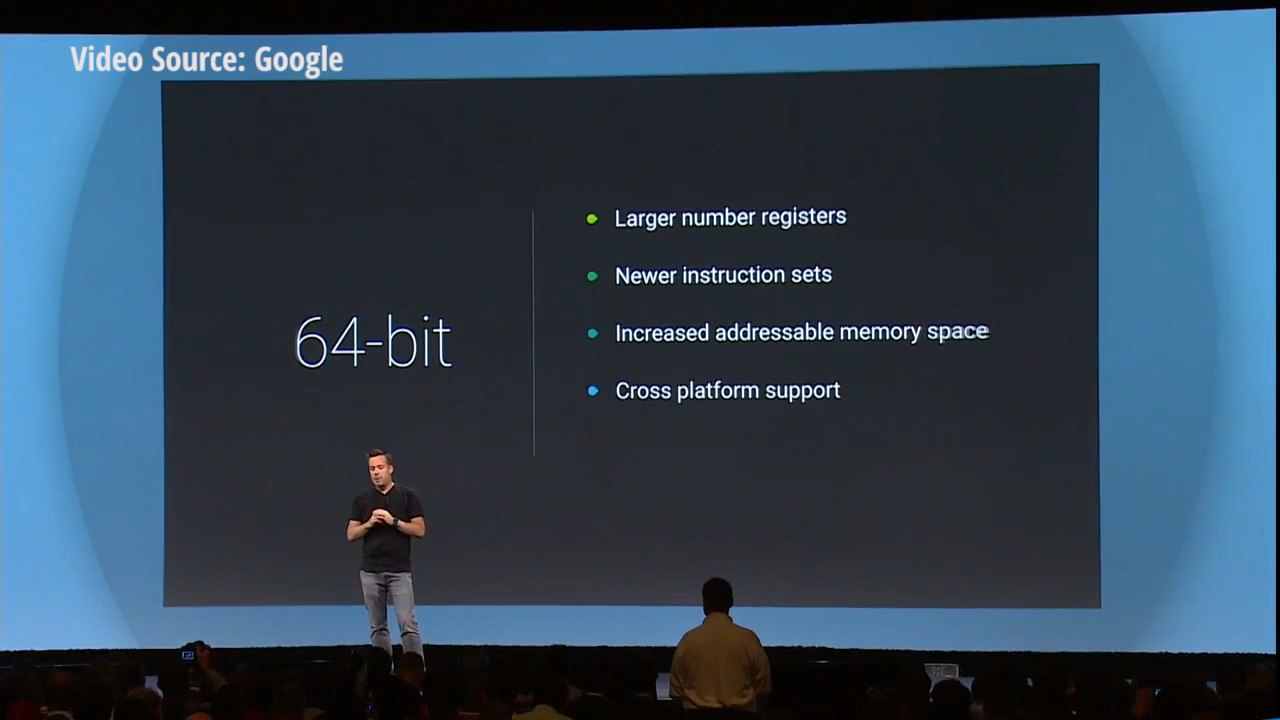 Video Source: Google
64-bit
Larger number registers
Newer instruction sets
Increased addressable memory space
Cross platform support